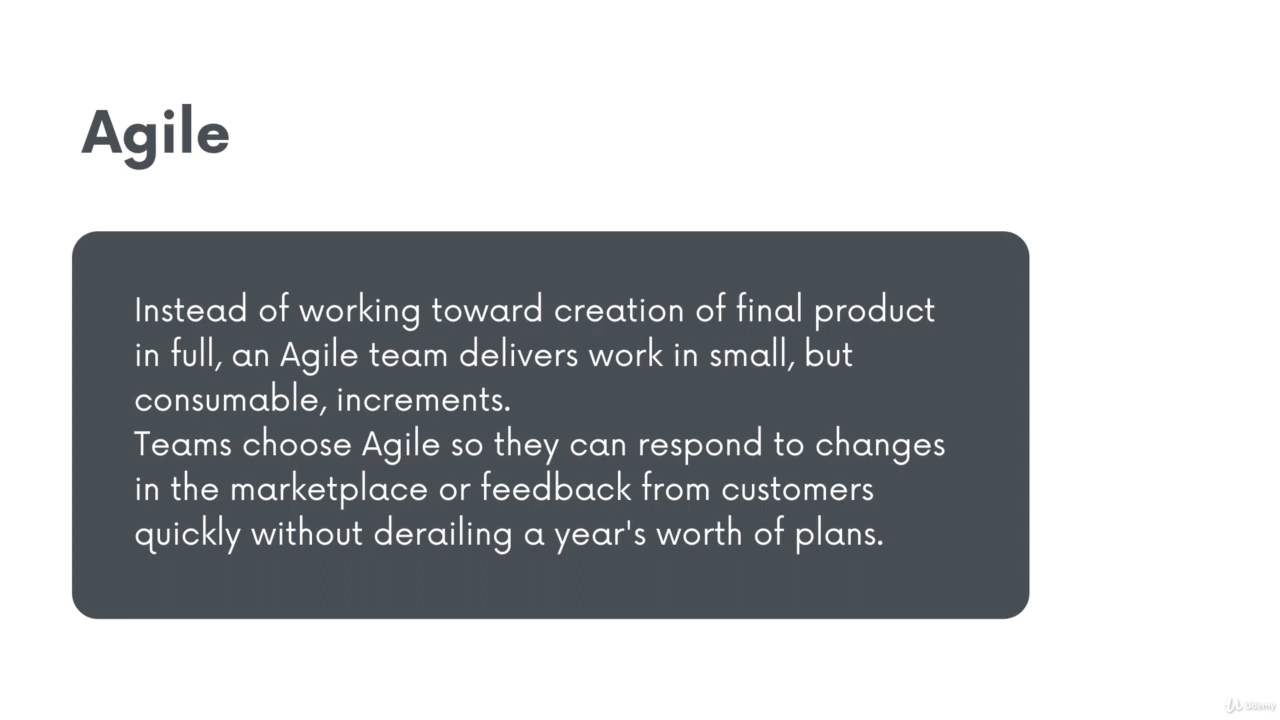 Agile
Instead of working toward creation of final product
in full, an Agile team delivers work in small, but
consumable, increments.
Teams choose Agile so they can respond to changes
in the marketplace or feedback from customers
quickly without derailing a year's worth of plans.
Udemy